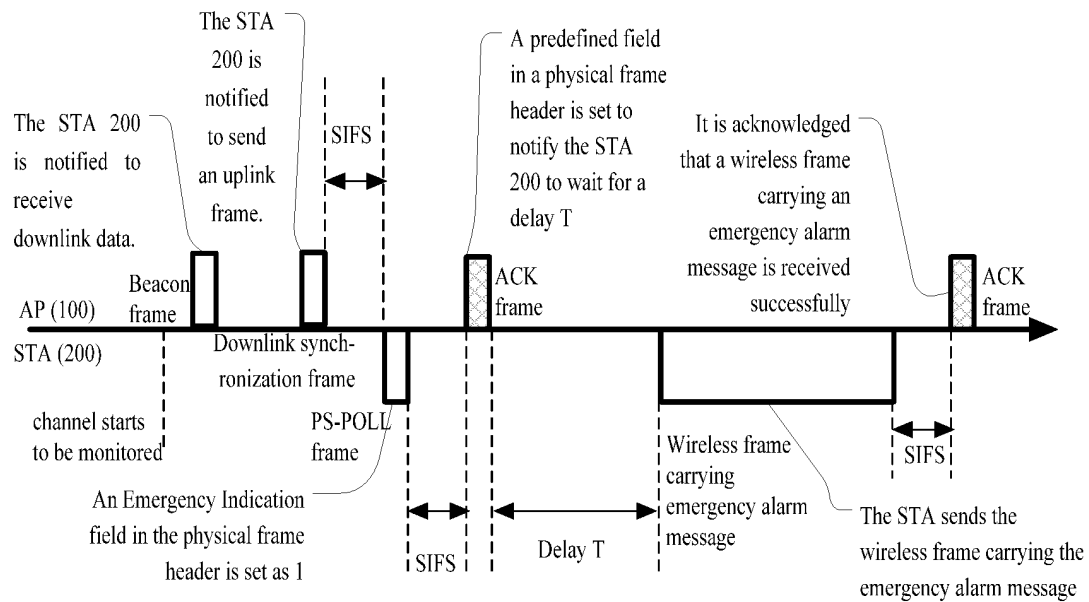 The STA
200 is
notified
to send
an uplink
frame.
The STA 200
is notified to
receive
downlink data.
SIFS
A predefined field
in a physical frame
header is set to
notify the STA
200 to wait for a
delay T
It is acknowledged
that a wireless frame
carrying an
emergency alarm
message is received
successfully
Beacon
frame
ACK
frame
ACK
frame
AP (100)
STA (200)
Downlink synch-
ronization frame
channel starts
to be monitored
PS-POLL
frame
An Emergency Indication
field in the physical frame
header is set as 1
SIFS
Delay T
Wireless frame
carrying
emergency alarm
message
SIFS
The STA sends the
wireless frame carrying the
emergency alarm message